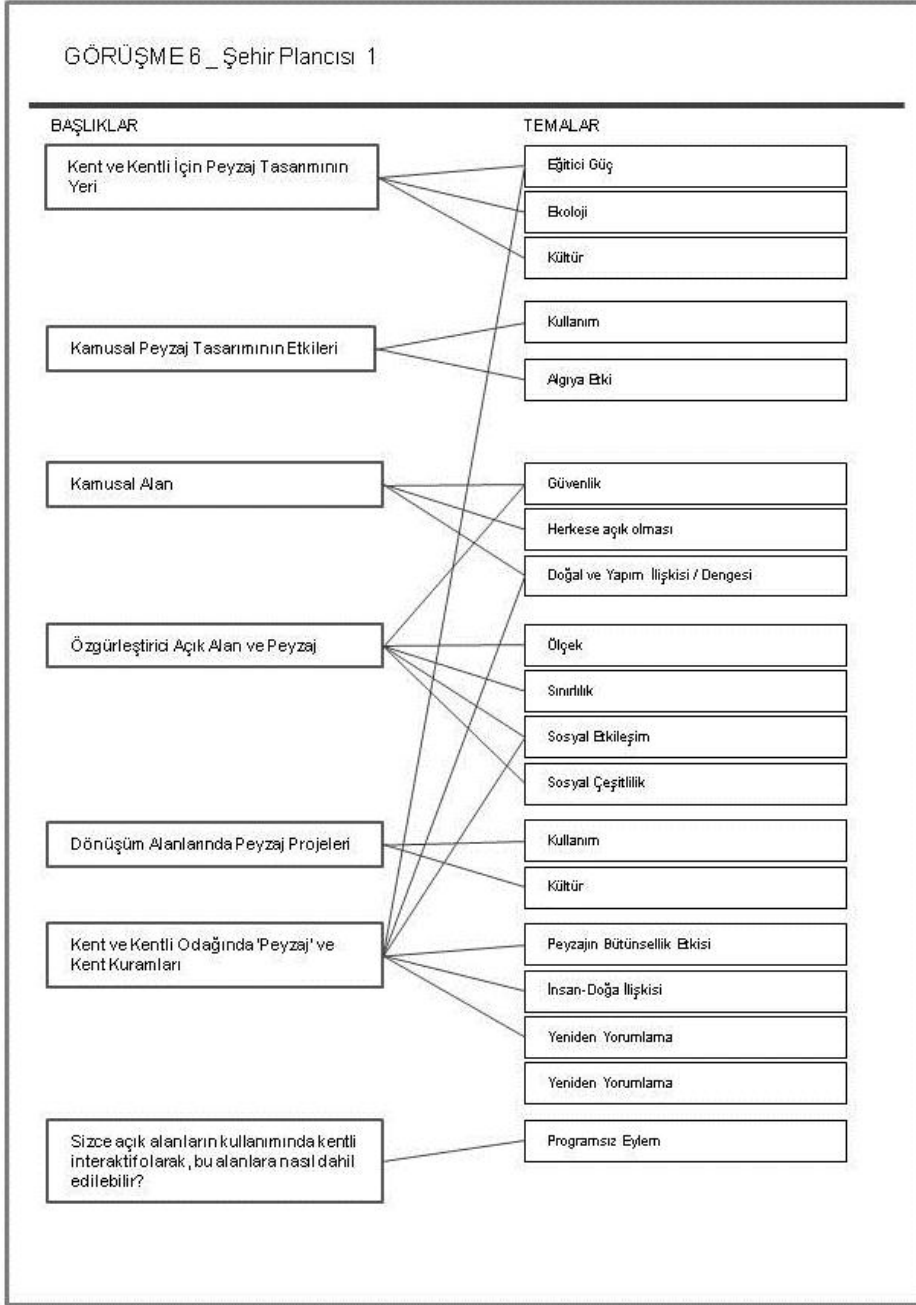 GÖRÜŞME 6 _ Şehir Plancısı 1
BAŞLIKLAR
TEMALAR
Kent ve Kentli İçin Peyzaj Tasarımının
Yeri
Eğitici Güç
Ekoloji
Kültür
Kamusal Peyzaj Tasarımının Etkileri
Kullanım
Algıya Etki
Kamusal Alan
Güvenlik
Herkese açık olması
Doğal ve Yapım İlişkisi / Dengesi
Özgürleştirici Açık Alan ve Peyzaj
Ölçek
Sınırlılık
Sosyal Etkileşim
Sosyal Çeşitlilik
Dönüşüm Alanlarında Peyzaj Projeleri
Kullanım
Kültür
Kent ve Kentli Odağında 'Peyzaj' ve
Kent Kuramları
Peyzajın Bütünsellik Etkisi
İnsan-Doğa İlişkisi
Yeniden Yorumlama
Yeniden Yorumlama
Sizce açık alanların kullanımında kentli
interaktif olarak, bu alanlara nasıl dahil
edilebilir?
Programsız Eylem